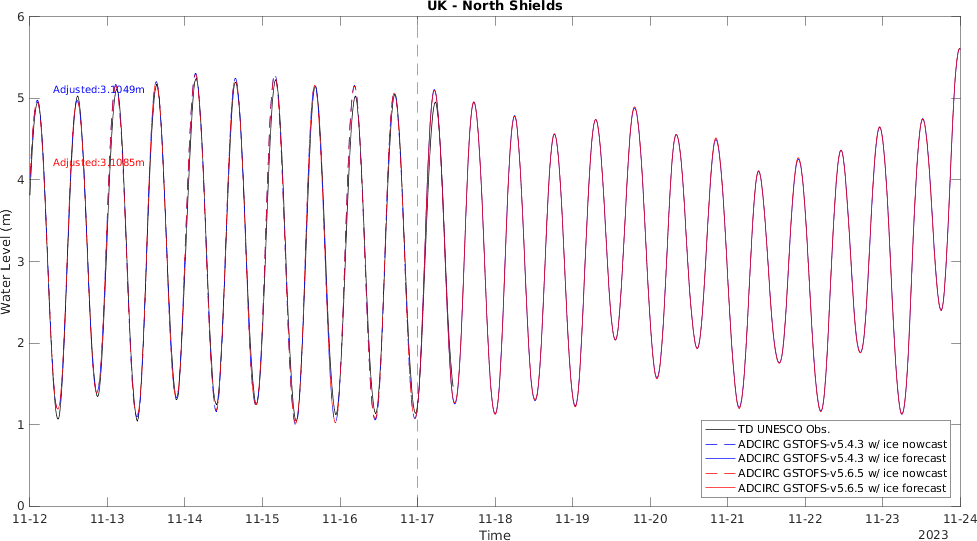 UK - North Shields
6
5
4
3
2
1
0
Water Level (m)
Adjusted:3.1049m
Adjusted:3.1085m
TD UNESCO Obs.
ADCIRC GSTOFS-v5.4.3 w/ ice nowcast
ADCIRC GSTOFS-v5.4.3 w/ ice forecast
ADCIRC GSTOFS-v5.6.5 w/ ice nowcast
ADCIRC GSTOFS-v5.6.5 w/ ice forecast
11-12 11-13 11-14 11-15 11-16 11-17 11-18 11-19 11-20 11-21 11-22 11-23 11-24
Time
2023